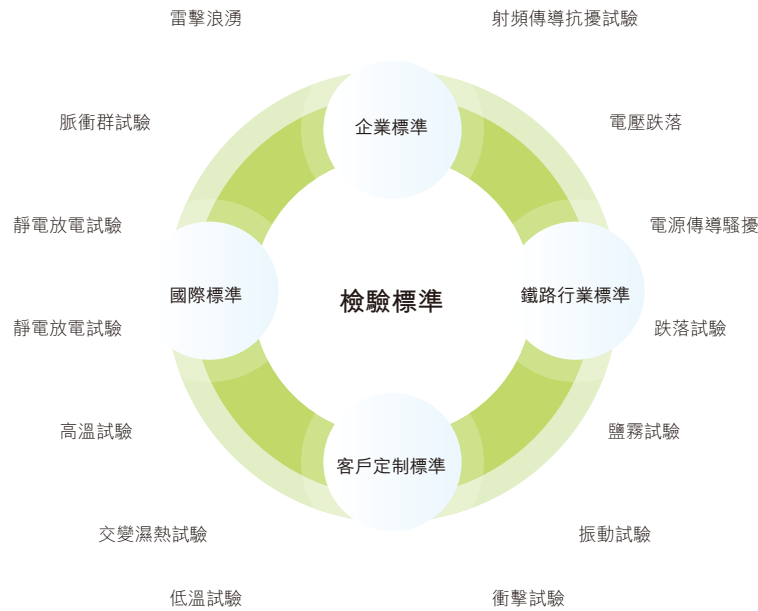 雷擊浪湧
射頻傳導抗擾試驗
脈衝群試驗
企業標準
電壓跌落
靜電放電試驗
電源傳導騷擾
國際標準
檢驗標準
鐵路行業標準
靜電放電試驗
跌落試驗
高溫試驗
鹽霧試驗
客戶定制標準
交變濕熱試驗
振動試驗
低溫試驗
衝擊試驗